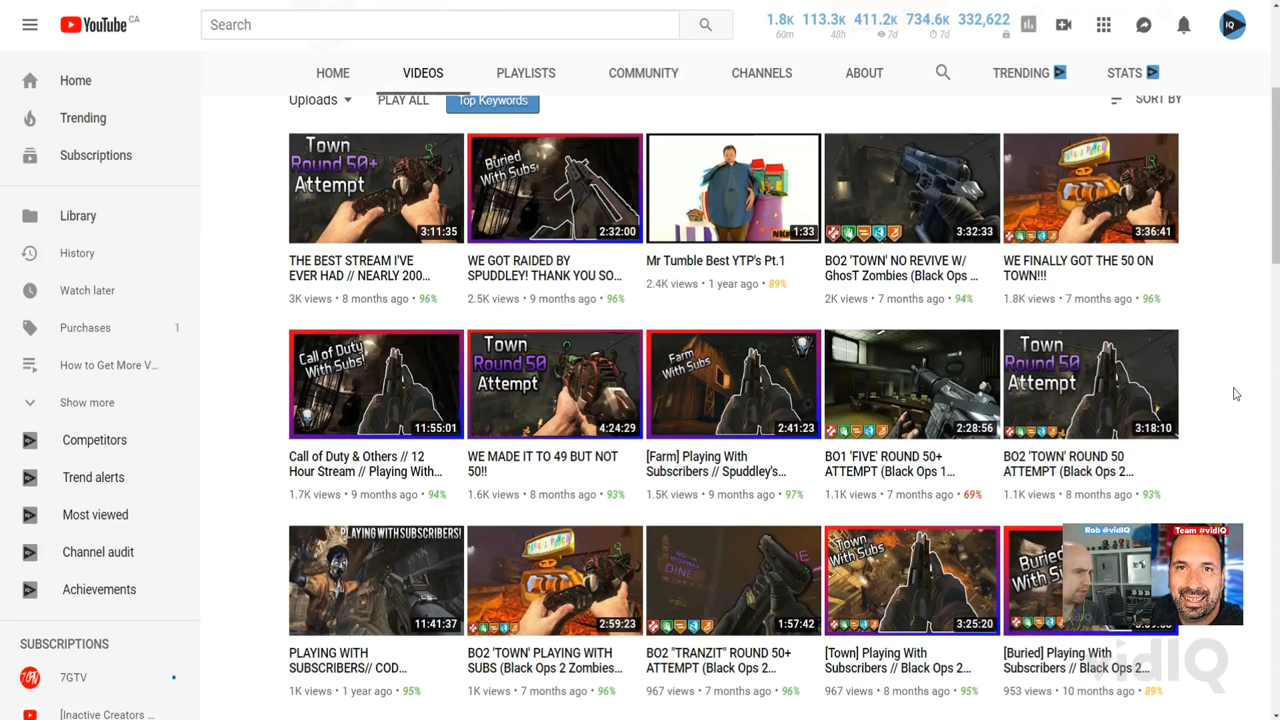 YouTube CA
Search
1.8K 113.3K 411.2K 734.6K 332,622
60m 48h 7d 7d
HOME VIDEOS PLAYLISTS COMMUNITY CHANNELS ABOUT TRENDING STATS
Uploads PLAY ALL Top Keywords SORT BY
Home
Trending
Subscriptions
Library
History
Watch later
Purchases 1
How to Get More V...
Show more
Competitors
Trend alerts
Most viewed
Channel audit
Achievements
SUBSCRIPTIONS
7GTV
[Inactive Creators ...
Town
Round 50+
Attempt
3:11:35
Buried
With Subs
2:32:00
1:33
3:32:33
3:36:41
THE BEST STREAM I'VE
EVER HAD // NEARLY 200...
3K views • 8 months ago • 96%
WE GOT RAIDED BY
SPUDDLEY! THANK YOU SO...
2.5K views • 9 months ago • 96%
Mr Tumble Best YTP's Pt.1
2.4K views • 1 year ago • 89%
BO2 'TOWN' NO REVIVE W/
GhosT Zombies (Black Ops ...
2K views • 7 months ago • 94%
WE FINALLY GOT THE 50 ON
TOWN!!!
1.8K views • 7 months ago • 96%
Call of Duty
With Subs!
11:55:01
Town
Round 50
Attempt
4:24:29
Farm
With Subs
2:41:23
2:28:56
Town
Round 50
Attempt
3:18:10
Call of Duty & Others // 12
Hour Stream // Playing With...
1.7K views • 9 months ago • 94%
WE MADE IT TO 49 BUT NOT
50!!
1.6K views • 8 months ago • 93%
[Farm] Playing With
Subscribers // Spuddley's...
1.5K views • 9 months ago • 97%
BO1 'FIVE' ROUND 50+
ATTEMPT (Black Ops 1...
1.1K views • 7 months ago • 69%
BO2 'TOWN' ROUND 50
ATTEMPT (Black Ops 2...
1.1K views • 8 months ago • 93%
PLAYING WITH SUBSCRIBERS!
11:41:37
2:59:23
1:57:42
Town
With Subs
3:25:20
Buried
With S
Rob @vidIQ
Team @vidIQ
PLAYING WITH
SUBSCRIBERS// COD...
1K views • 1 year ago • 95%
BO2 'TOWN' PLAYING WITH
SUBS (Black Ops 2 Zombies...
1K views • 7 months ago • 96%
BO2 "TRANZIT" ROUND 50+
ATTEMPT (Black Ops 2...
967 views • 7 months ago • 96%
[Town] Playing With
Subscribers // Black Ops 2...
967 views • 8 months ago • 95%
[Buried] Playing With
Subscribers // Black Ops 2...
953 views • 10 months ago • 89%
vidIQ